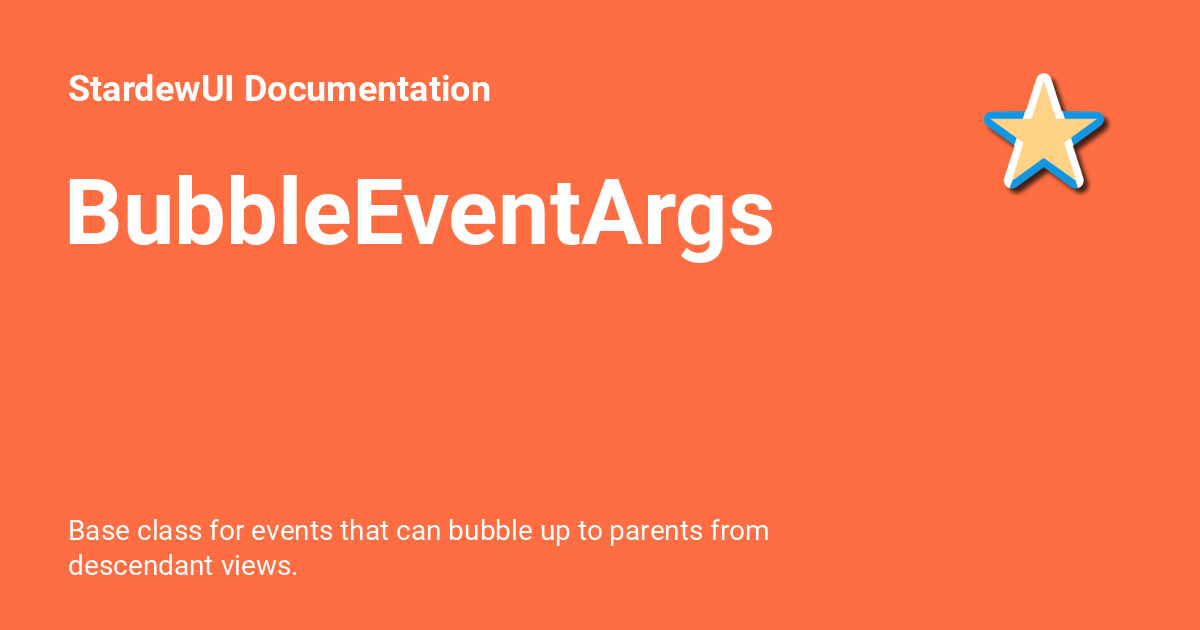 StardewUI Documentation
BubbleEventArgs
Base class for events that can bubble up to parents from
descendant views.